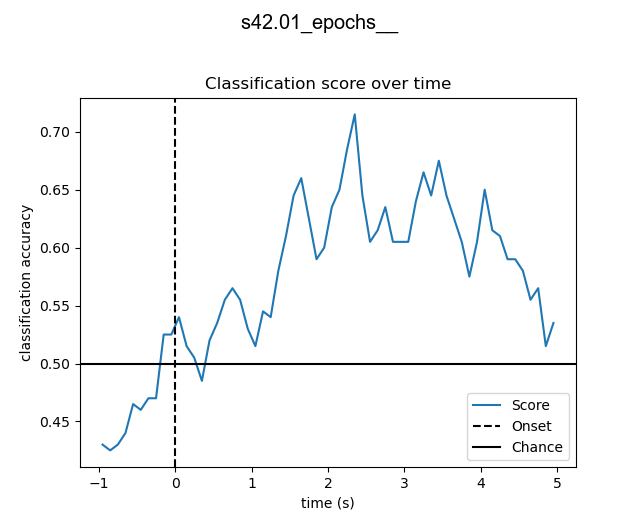 s42.01_epochs__
Classification score over time
classification accuracy
0.70
0.65
0.60
0.55
0.50
0.45
−1
0
1
2
3
4
5
time (s)
Score
Onset
Chance